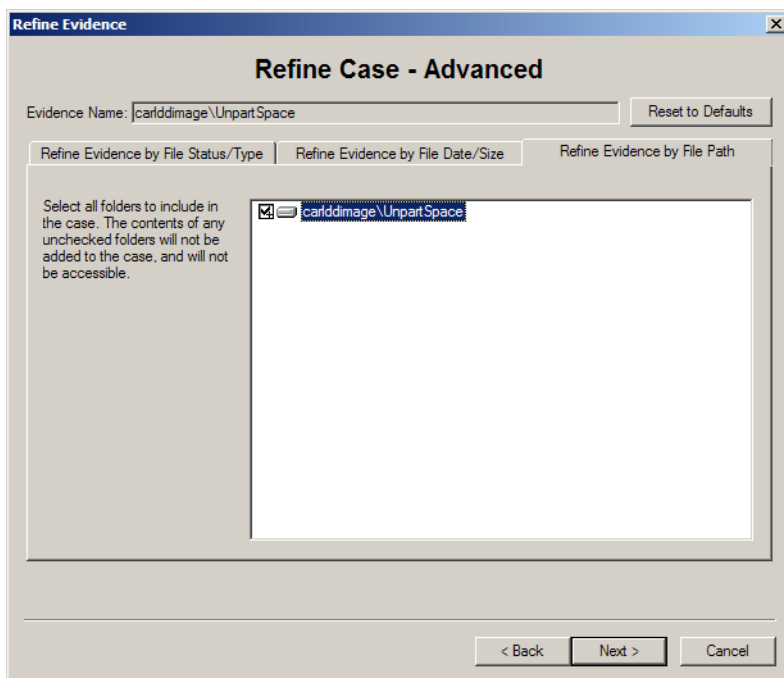 Refine Evidence
Refine Case - Advanced
Evidence Name: carlddimage\UnpartSpace
Reset to Defaults
Refine Evidence by File Status/Type
Refine Evidence by File Date/Size
Refine Evidence by File Path
Select all folders to include in
the case. The contents of any
unchecked folders will not be
added to the case, and will not
be accessible.
carlddimage\UnpartSpace
< Back
Next >
Cancel